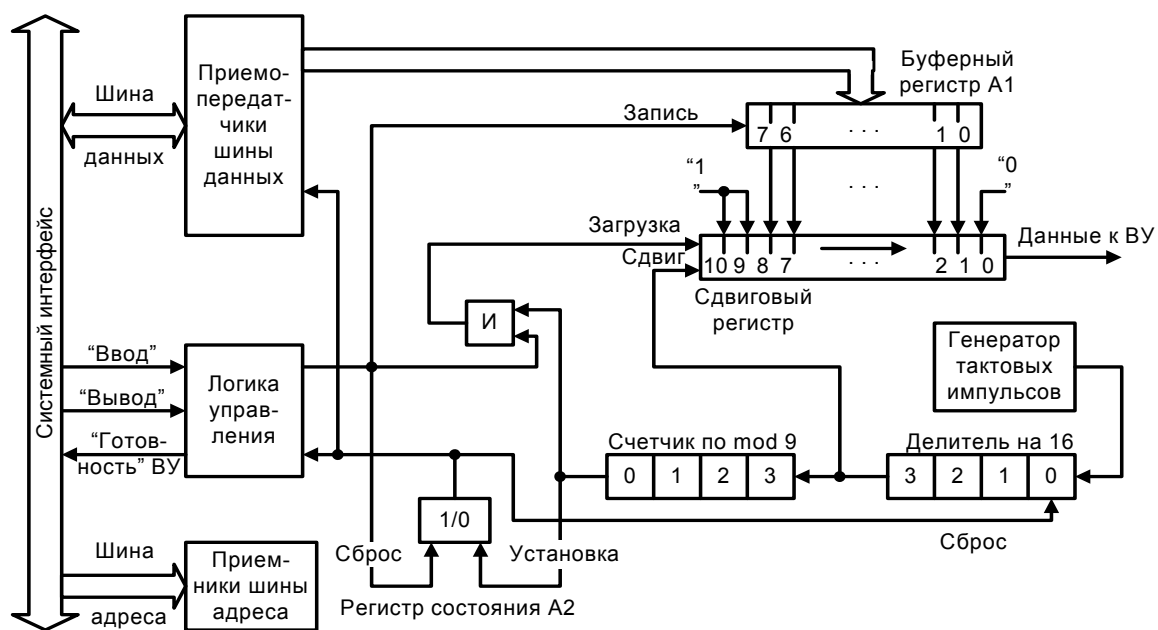 Системный интерфейс
Приемо-
передат-
чики
шины
данных
Шина
данных
Буферный
регистр А1
Запись
7 6 . . . 1 0
. . .
“1
”
“0
”
Загрузка
Сдвиг
10 9 8 7 . . . 2 1 0
Данные к ВУ
Сдвиговый
регистр
И
Генератор
тактовых
импульсов
“Ввод”
“Вывод”
“Готов-
ность” ВУ
Логика
управ-
ления
Счетчик по mod 9
0 1 2 3
Делитель на 16
3 2 1 0
1/0
Сброс
Установка
Сброс
Регистр состояния А2
Шина
адреса
Прием-
ники шины
адреса